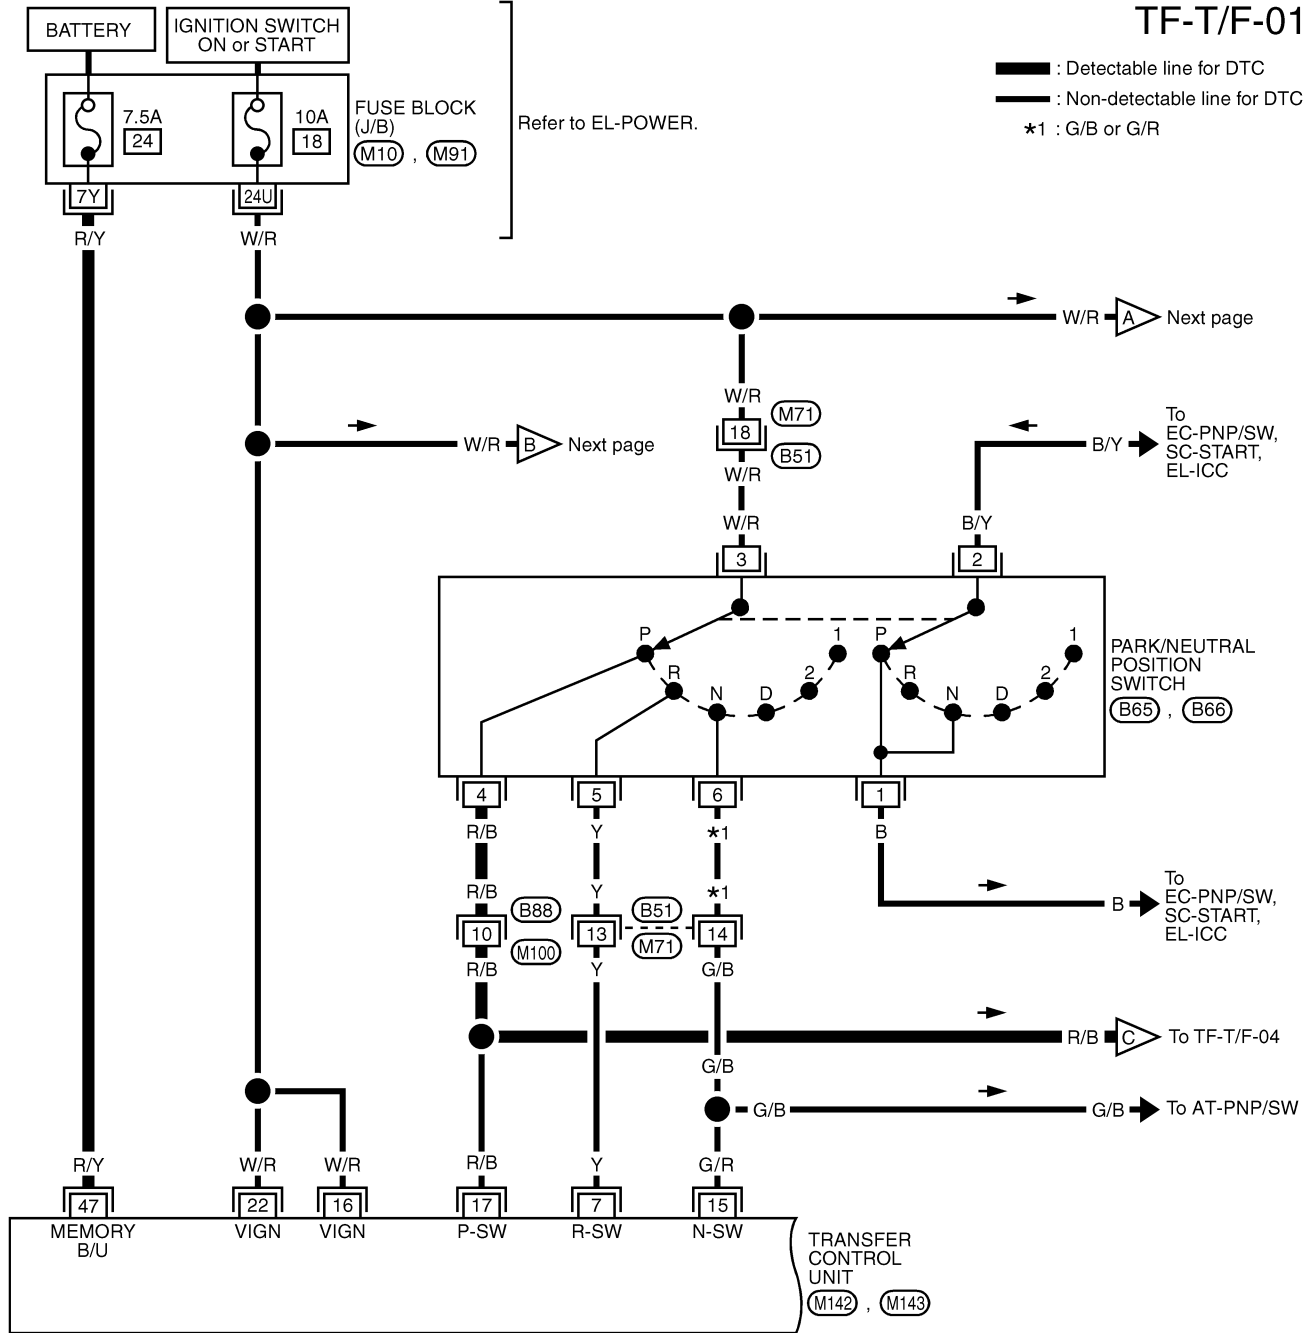 TF-T/F-01
BATTERY
IGNITION SWITCH
ON or START
: Detectable line for DTC
: Non-detectable line for DTC
*1 : G/B or G/R
7.5A
24
10A
18
FUSE BLOCK
(J/B)
M10 , M91
Refer to EL-POWER.
7Y
24U
R/Y
W/R
W/R
A
Next page
W/R
M71
18
B51
W/R
W/R
B
Next page
B/Y
To
EC-PNP/SW,
SC-START,
EL-ICC
W/R
B/Y
3
2
P
R
N
D
2
1
P
R
N
D
2
1
PARK/NEUTRAL
POSITION
SWITCH
B65 , B66
4
5
6
1
R/B
Y
*1
B
R/B
Y
*1
B
To
EC-PNP/SW,
SC-START,
EL-ICC
B88
B51
10
13
14
M100
M71
R/B
Y
G/B
R/B
C
To TF-T/F-04
G/B
G/B
G/B
To AT-PNP/SW
R/Y
W/R
W/R
R/B
Y
G/R
47
22
16
17
7
15
MEMORY
B/U
VIGN
VIGN
P-SW
R-SW
N-SW
TRANSFER
CONTROL
UNIT
M142 , M143